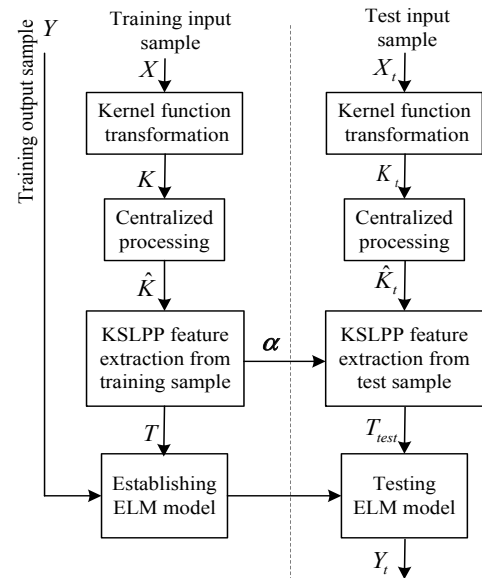 Training output sample
Y
Training input
sample
X
Kernel function
transformation
K
Centralized
processing
K̂
KSLPP feature
extraction from
training sample
α
T
Establishing
ELM model
Test input
sample
X_t
Kernel function
transformation
K_t
Centralized
processing
K̂_t
KSLPP feature
extraction from
test sample
T_test
Testing
ELM model
Y_t